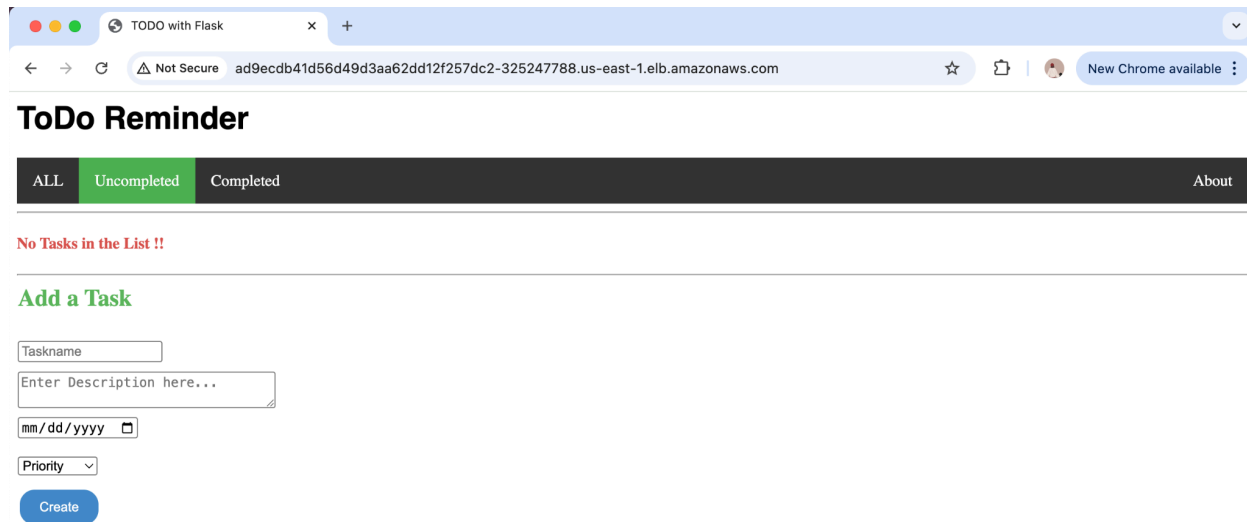 TODO with Flask
Not Secure ad9ecdb41d56d49d3aa62dd12f257dc2-325247788.us-east-1.elb.amazonaws.com New Chrome available
ToDo Reminder
ALL Uncompleted Completed About
No Tasks in the List !!
Add a Task
Taskname
Enter Description here...
mm/dd/yyyy
Priority
Create